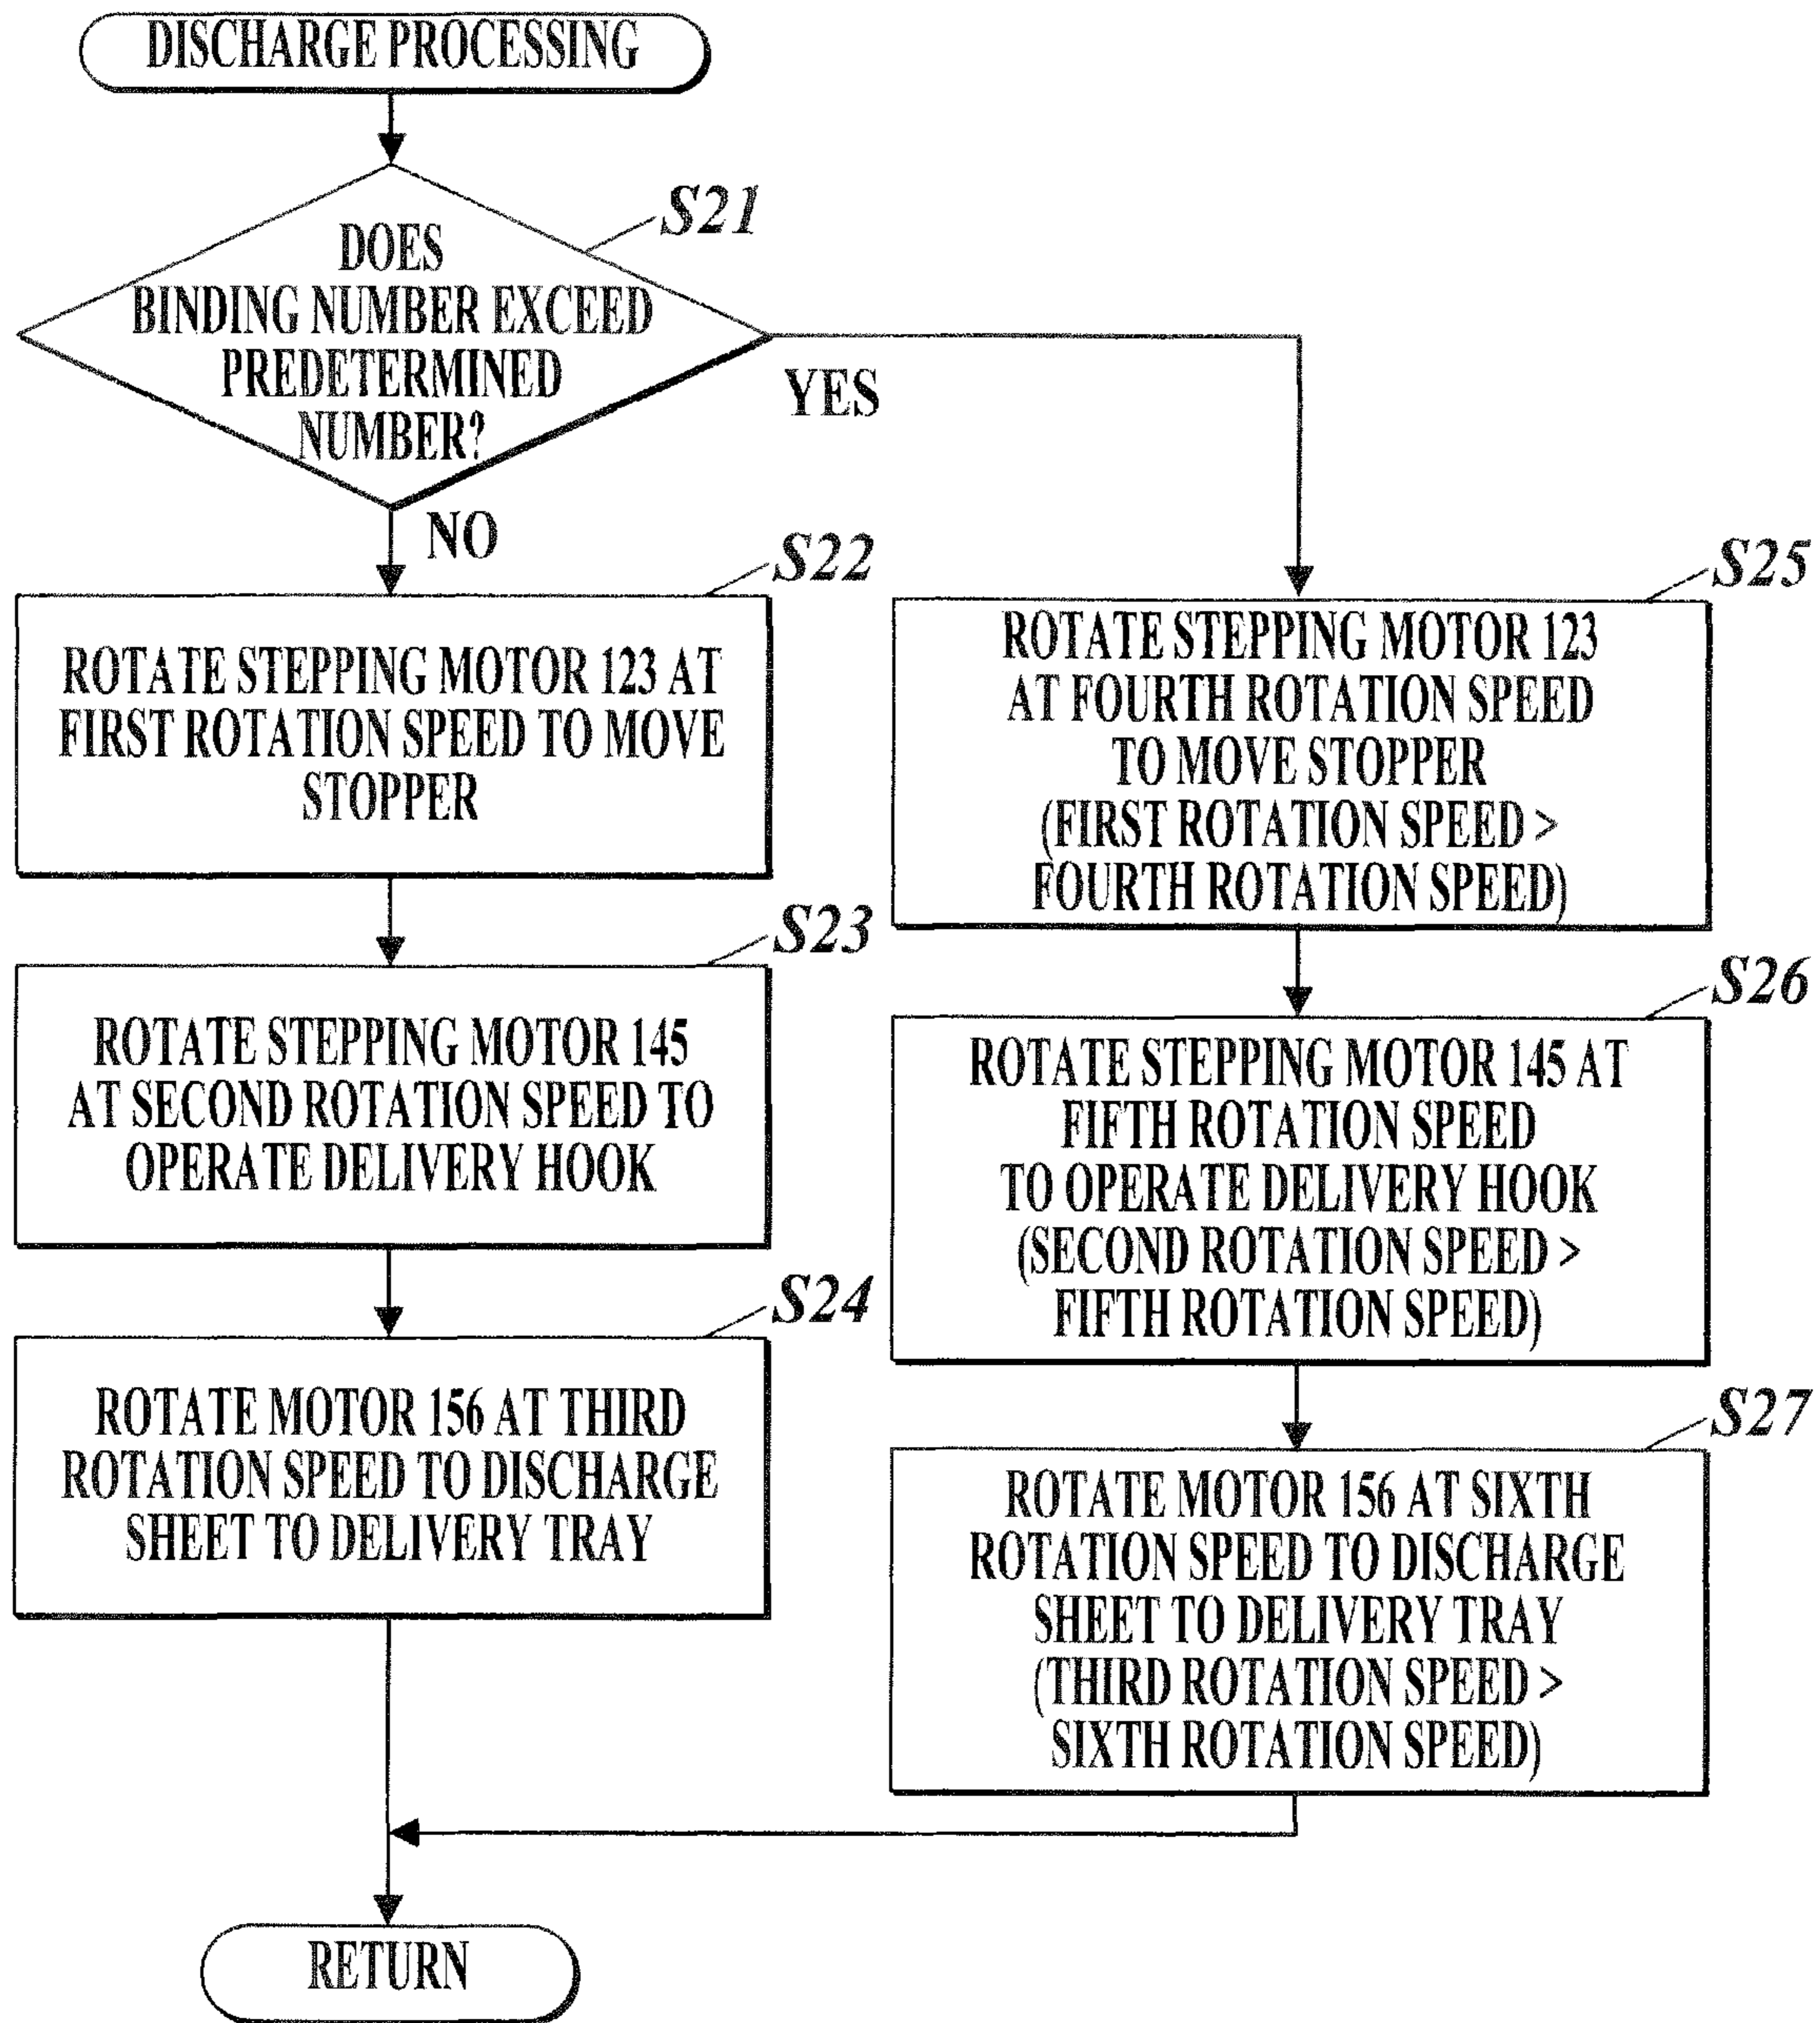 DISCHARGE PROCESSING
S21
DOES
BINDING NUMBER EXCEED
PREDETERMINED
NUMBER?
YES
NO
S22
ROTATE STEPPING MOTOR 123 AT
FIRST ROTATION SPEED TO MOVE
STOPPER
S23
ROTATE STEPPING MOTOR 145
AT SECOND ROTATION SPEED TO
OPERATE DELIVERY HOOK
S24
ROTATE MOTOR 156 AT THIRD
ROTATION SPEED TO DISCHARGE
SHEET TO DELIVERY TRAY
S25
ROTATE STEPPING MOTOR 123
AT FOURTH ROTATION SPEED
TO MOVE STOPPER
(FIRST ROTATION SPEED >
FOURTH ROTATION SPEED)
S26
ROTATE STEPPING MOTOR 145 AT
FIFTH ROTATION SPEED
TO OPERATE DELIVERY HOOK
(SECOND ROTATION SPEED >
FIFTH ROTATION SPEED)
S27
ROTATE MOTOR 156 AT SIXTH
ROTATION SPEED TO DISCHARGE
SHEET TO DELIVERY TRAY
(THIRD ROTATION SPEED >
SIXTH ROTATION SPEED)
RETURN